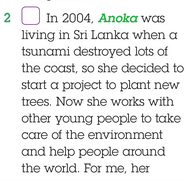 2 In 2004, Anoka was
living in Sri Lanka when a
tsunami destroyed lots of
the coast, so she decided to
start a project to plant new
trees. Now she works with
other young people to take
care of the environment
and help people around
the world. For me, her